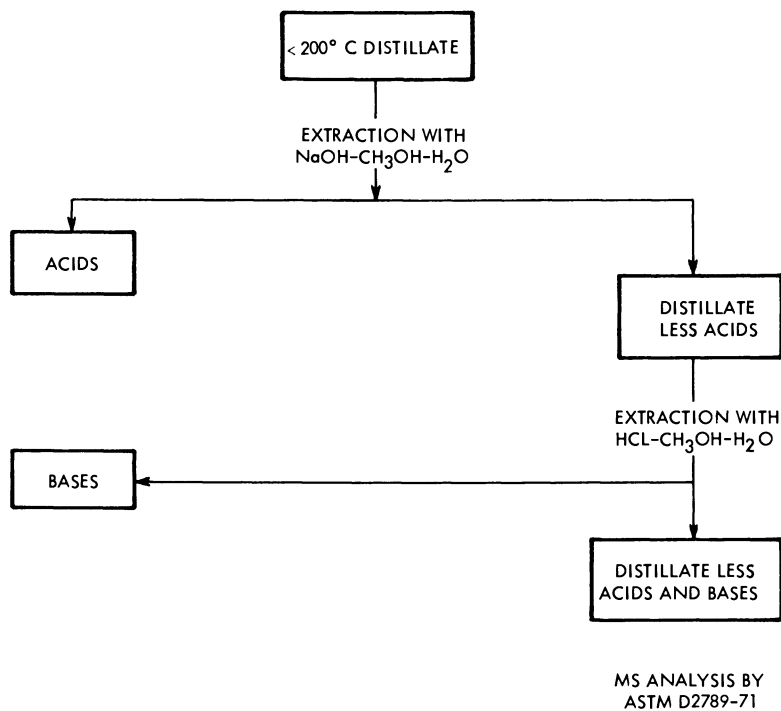 < 200° C DISTILLATE
EXTRACTION WITH
NaOH-CH3OH-H2O
ACIDS
DISTILLATE
LESS ACIDS
EXTRACTION WITH
HCL-CH3OH-H2O
BASES
DISTILLATE LESS
ACIDS AND BASES
MS ANALYSIS BY
ASTM D2789-71